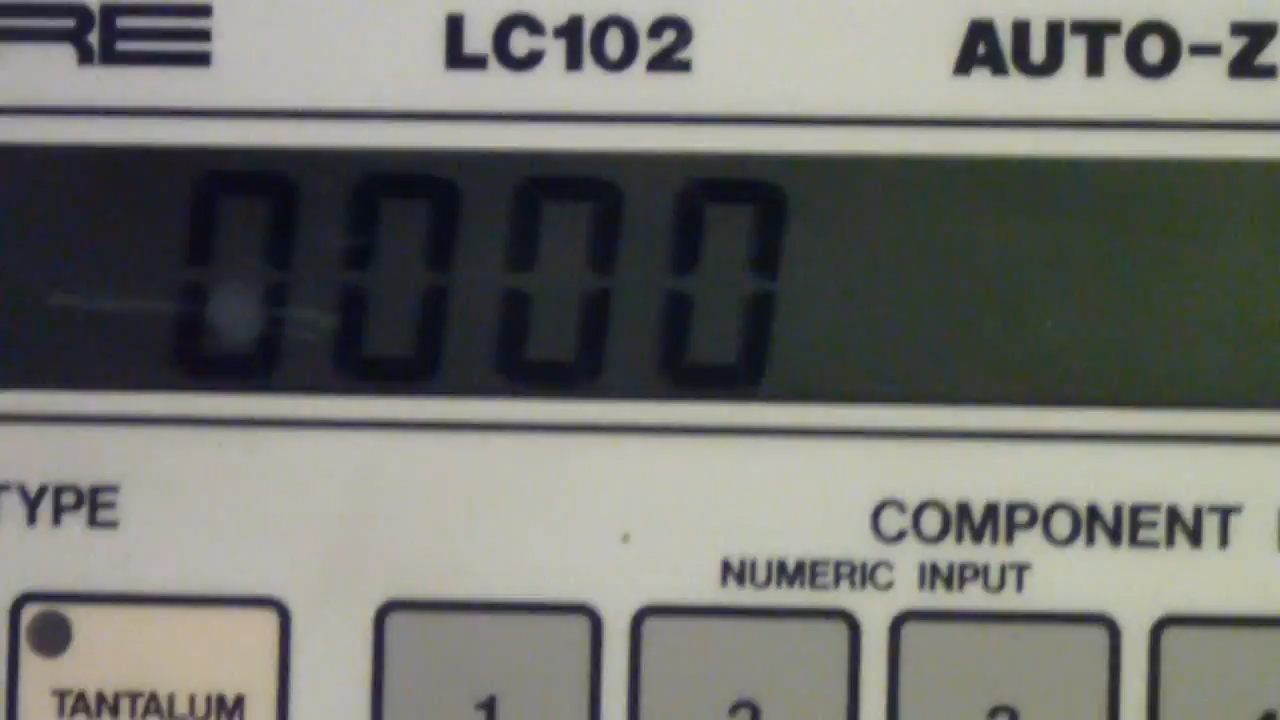 RE LC102 AUTO-Z
0000
TYPE
COMPONENT
NUMERIC INPUT
TANTALUM 1 2 3